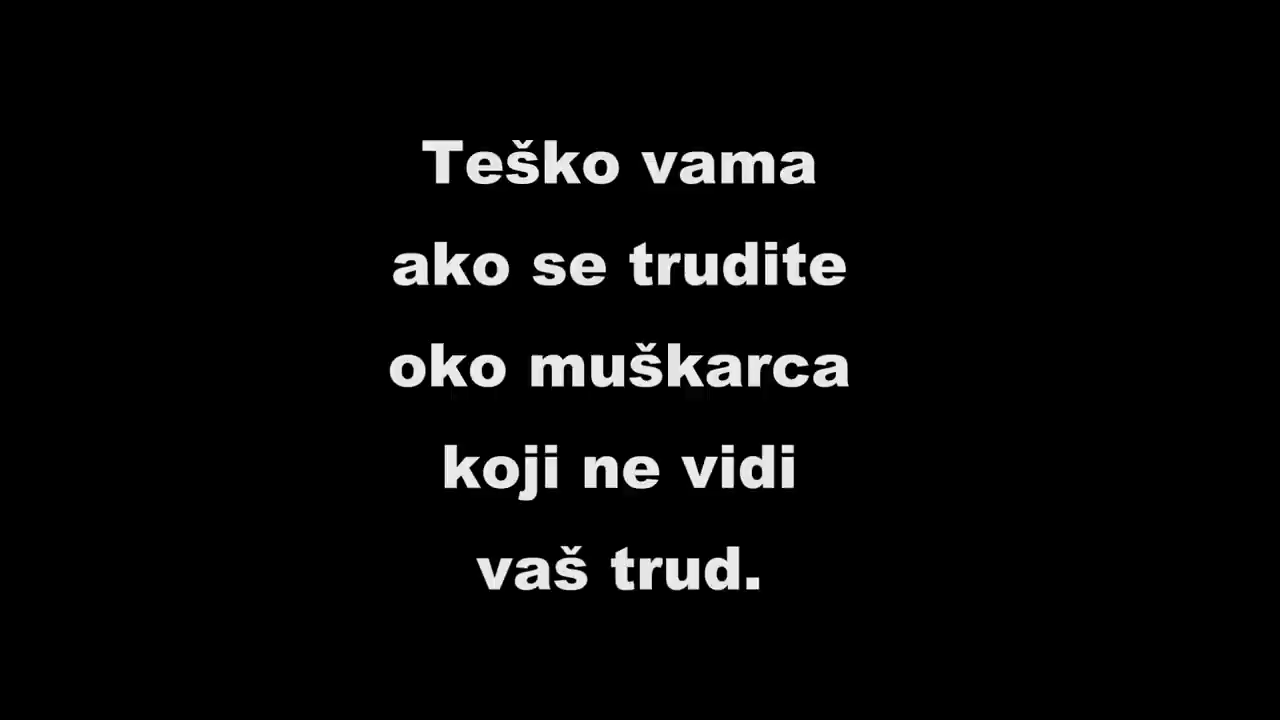 Teško vama
ako se trudite
oko muškarca
koji ne vidi
vaš trud.